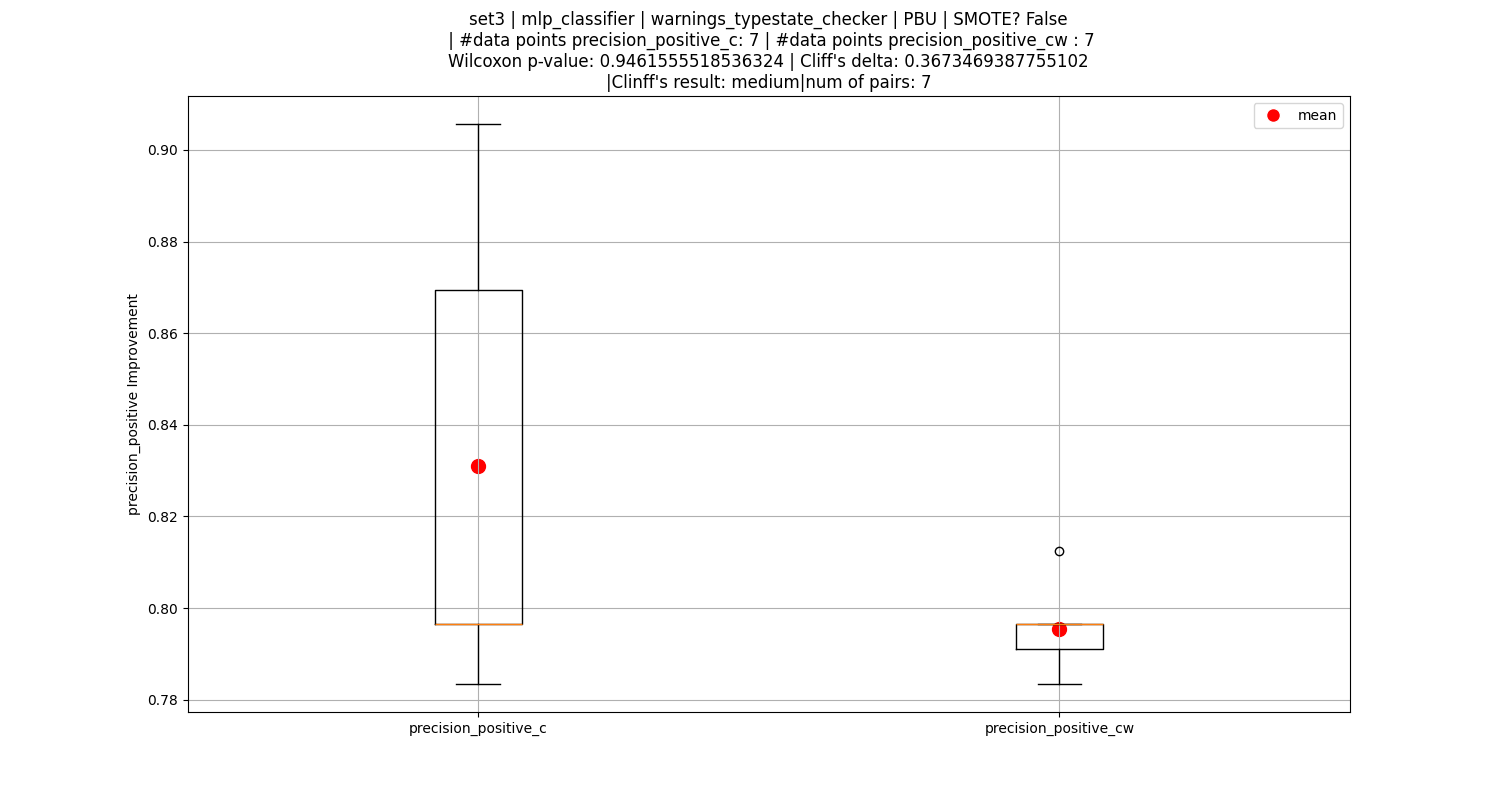 set3 | mlp_classifier | warnings_typestate_checker | PBU | SMOTE? False
| #data points precision_positive_c: 7 | #data points precision_positive_cw : 7
Wilcoxon p-value: 0.9461555518536324 | Cliff's delta: 0.3673469387755102
|Clinff's result: medium|num of pairs: 7
mean
precision_positive Improvement
0.90
0.88
0.86
0.84
0.82
0.80
0.78
precision_positive_c
precision_positive_cw